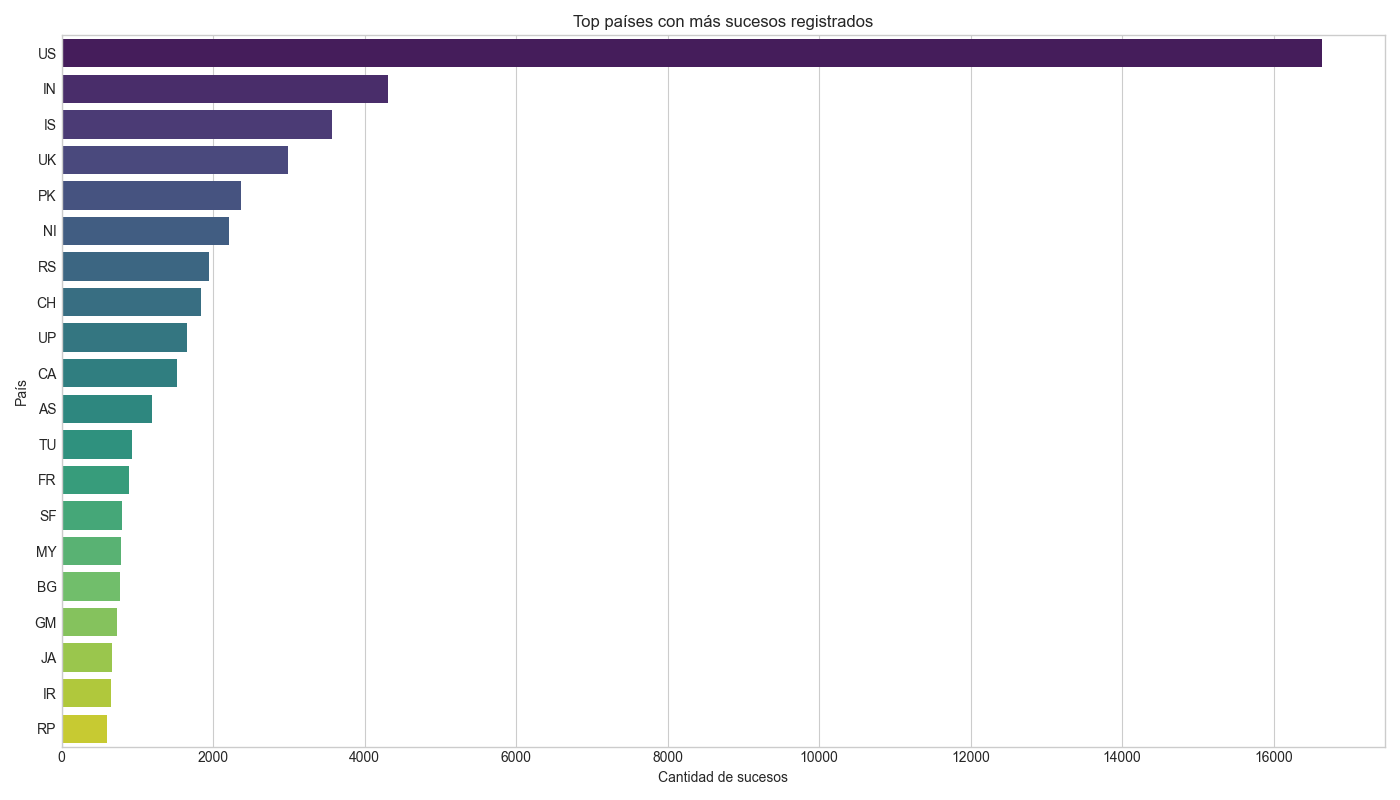 Top países con más sucesos registrados
US
IN
IS
UK
PK
NI
RS
CH
UP
CA
AS
TU
FR
SF
MY
BG
GM
JA
IR
RP
País
0 2000 4000 6000 8000 10000 12000 14000 16000
Cantidad de sucesos